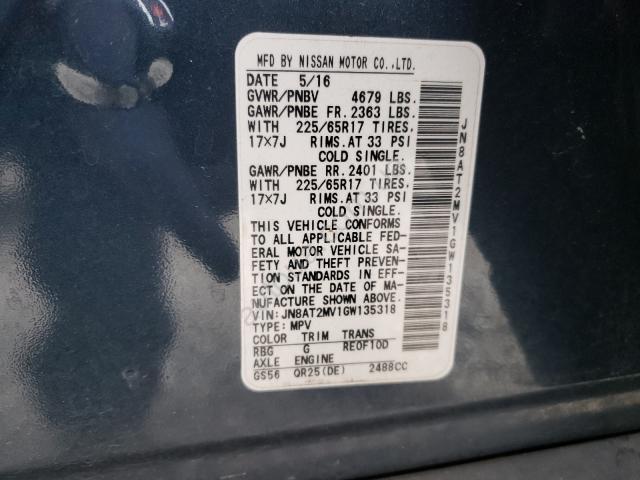 MFD BY NISSAN MOTOR CO.,LTD.
DATE 5/16
GVWR/PNBV 4679 LBS.
GAWR/PNBE FR. 2363 LBS.
WITH 225/65R17 TIRES,
17X7J RIMS, AT 33 PSI
COLD SINGLE.
GAWR/PNBE RR. 2401 LBS.
WITH 225/65R17 TIRES,
17X7J RIMS, AT 33 PSI
COLD SINGLE.
THIS VEHICLE CONFORMS
TO ALL APPLICABLE FED-
ERAL MOTOR VEHICLE SA-
FETY AND THEFT PREVEN-
TION STANDARDS IN EFF-
ECT ON THE DATE OF MA-
NUFACTURE SHOWN ABOVE.
VIN: JN8AT2MV1GW135318
TYPE: MPV
COLOR TRIM TRANS
RBG G RE0F10D
AXLE ENGINE
GS56 QR25(DE) 2488CC
JN8AT2MV1GW135318